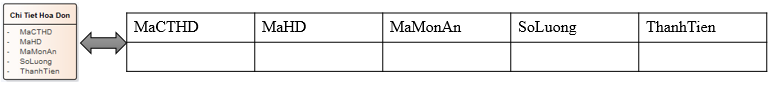 Chi Tiet Hoa Don
- MaCTHD
- MaHD
- MaMonAn
- SoLuong
- ThanhTien
MaCTHD MaHD MaMonAn SoLuong ThanhTien